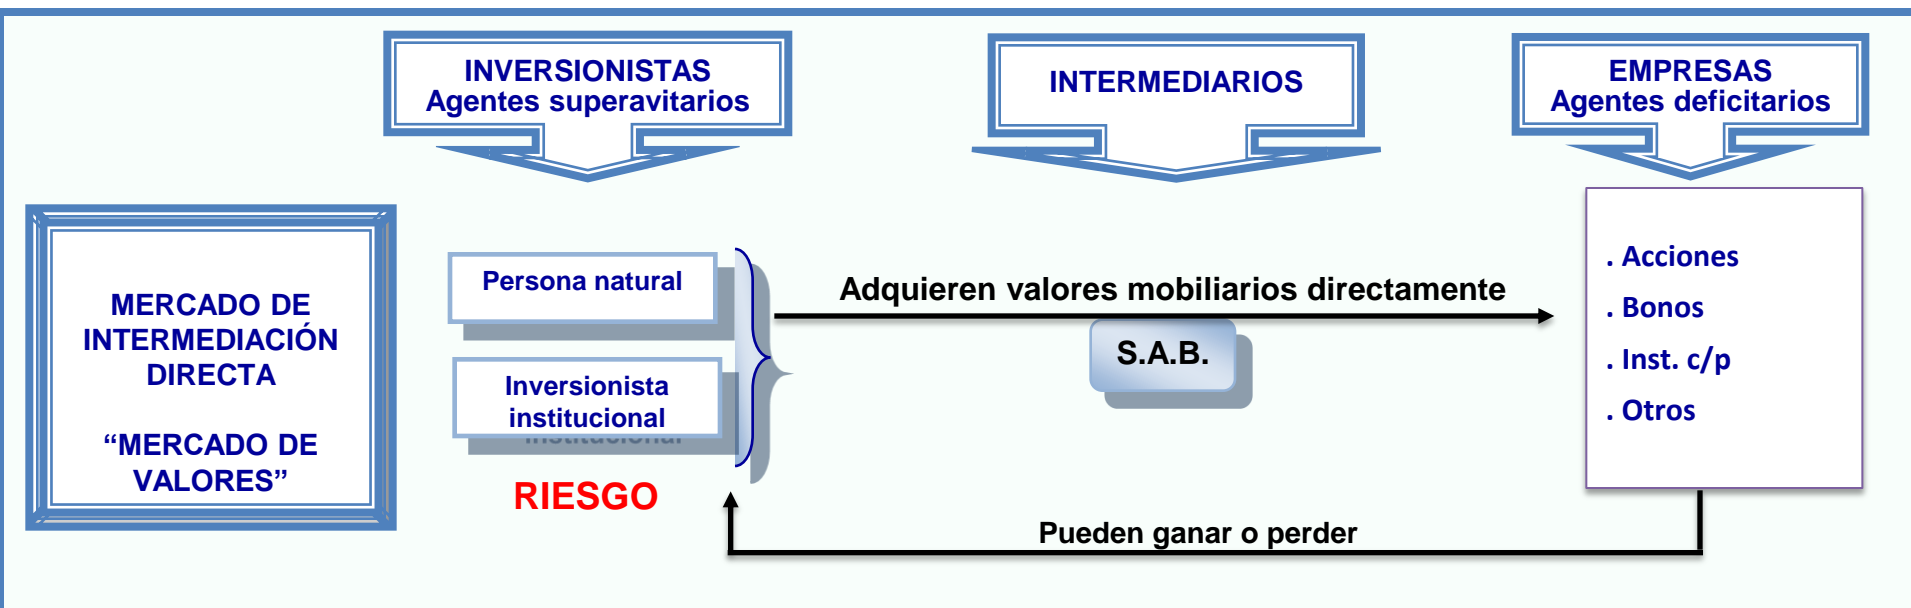 INVERSIONISTAS
Agentes superavitarios
INTERMEDIARIOS
EMPRESAS
Agentes deficitarios
MERCADO DE
INTERMEDIACIÓN
DIRECTA
“MERCADO DE
VALORES”
Persona natural
Inversionista
institucional
RIESGO
Adquieren valores mobiliarios directamente
S.A.B.
. Acciones
. Bonos
. Inst. c/p
. Otros
Pueden ganar o perder